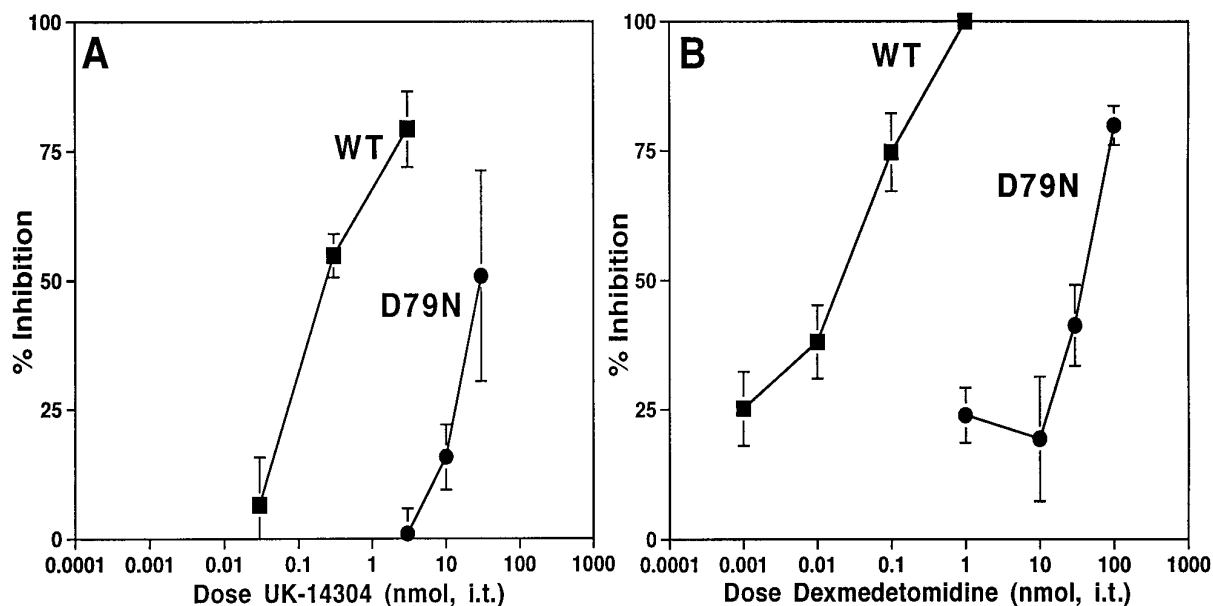 A
% Inhibition
100
75
50
25
0
WT
D79N
0.0001 0.001 0.01 0.1 1 10 100 1000
Dose UK-14304 (nmol, i.t.)
B
% Inhibition
100
75
50
25
0
WT
D79N
0.0001 0.001 0.01 0.1 1 10 100 1000
Dose Dexmedetomidine (nmol, i.t.)